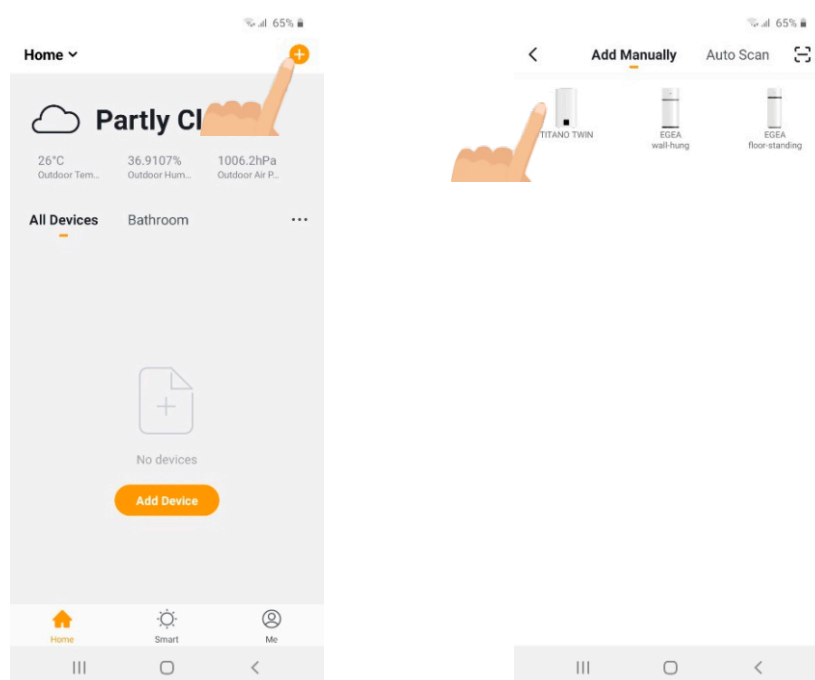 65%
Home
Partly Cl
26°C
36.9107%
1006.2hPa
Outdoor Tem...
Outdoor Hum...
Outdoor Air P...
All Devices
Bathroom
No devices
Add Device
Home
Smart
Me
65%
Add Manually
Auto Scan
TITANO TWIN
EGEA
wall-hung
EGEA
floor-standing